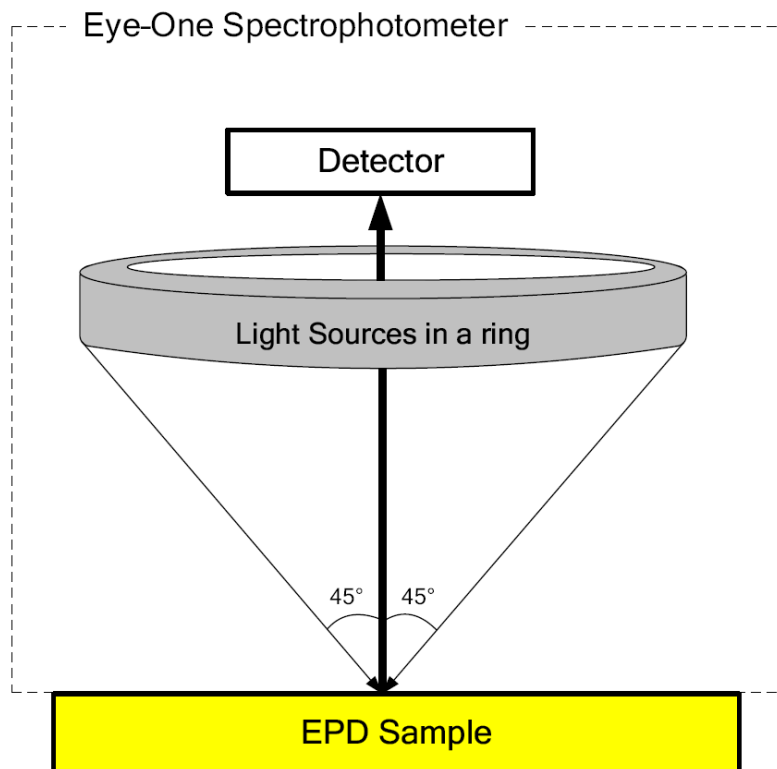 Eye-One Spectrophotometer
Detector
Light Sources in a ring
45° 45°
EPD Sample